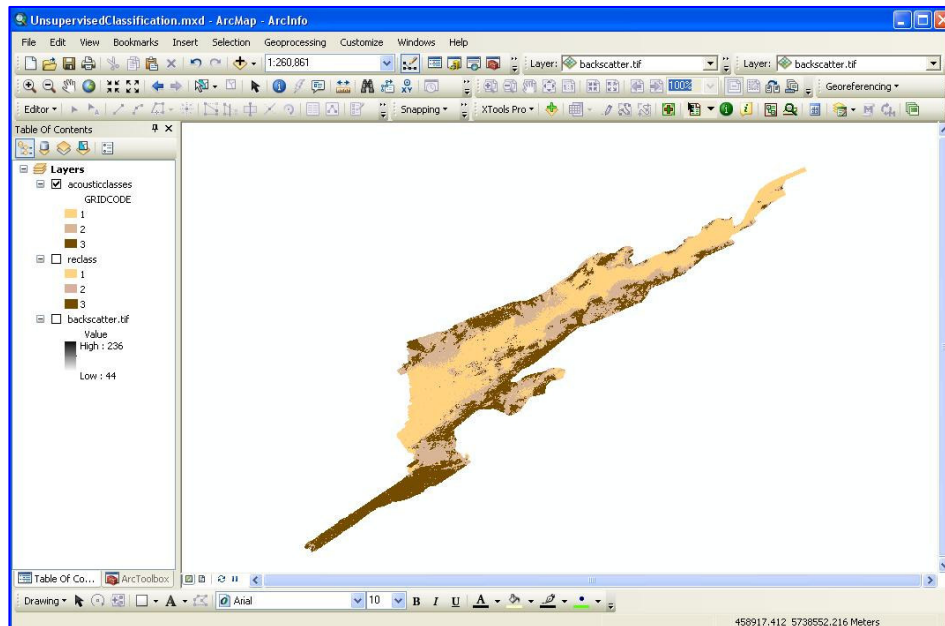 UnsupervisedClassification.mxd - ArcMap - ArcInfo
File Edit View Bookmarks Insert Selection Geoprocessing Customize Windows Help
1:260,861 Layer: backscatter.tif Layer: backscatter.tif
100% Georeferencing
Editor Snapping XTools Pro
Table Of Contents
Layers
acousticclasses
GRIDCODE
1
2
3
reclass
1
2
3
backscatter.tif
Value
High : 236
Low : 44
Table Of Co... ArcToolbox
Drawing A Arial 10 B I U A
458917.412 5738552.216 Meters